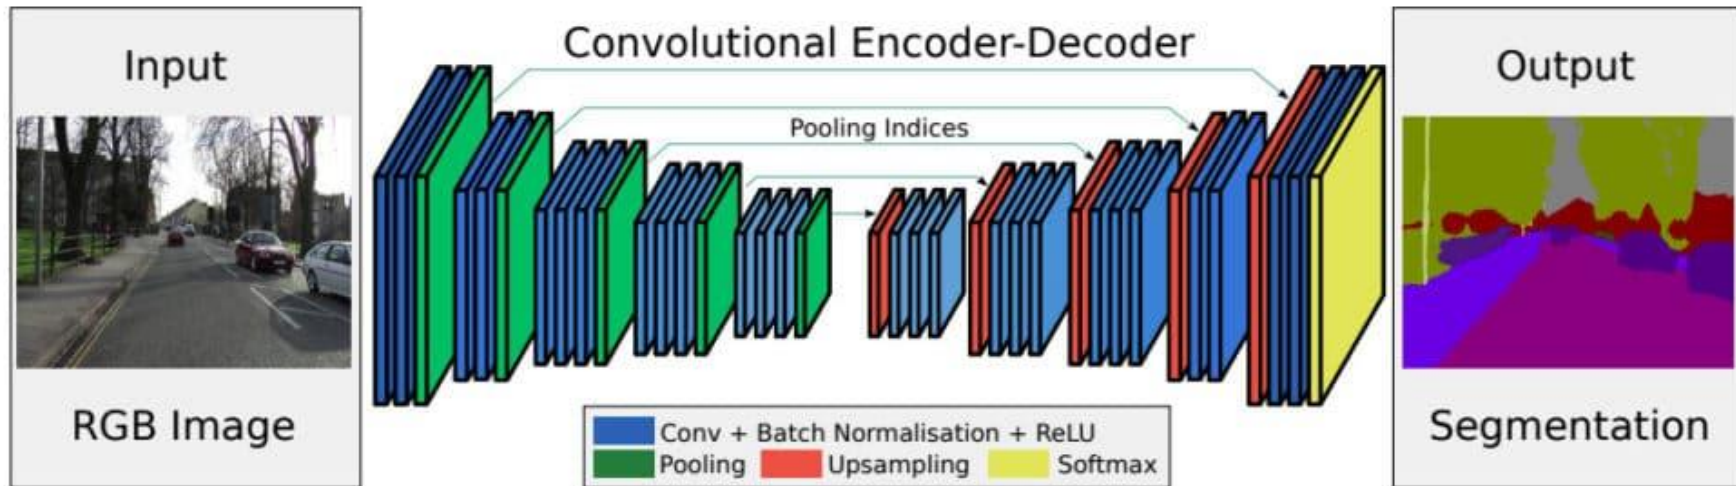 Input
RGB Image
Convolutional Encoder-Decoder
Pooling Indices
Conv + Batch Normalisation + ReLU
Pooling Upsampling Softmax
Output
Segmentation